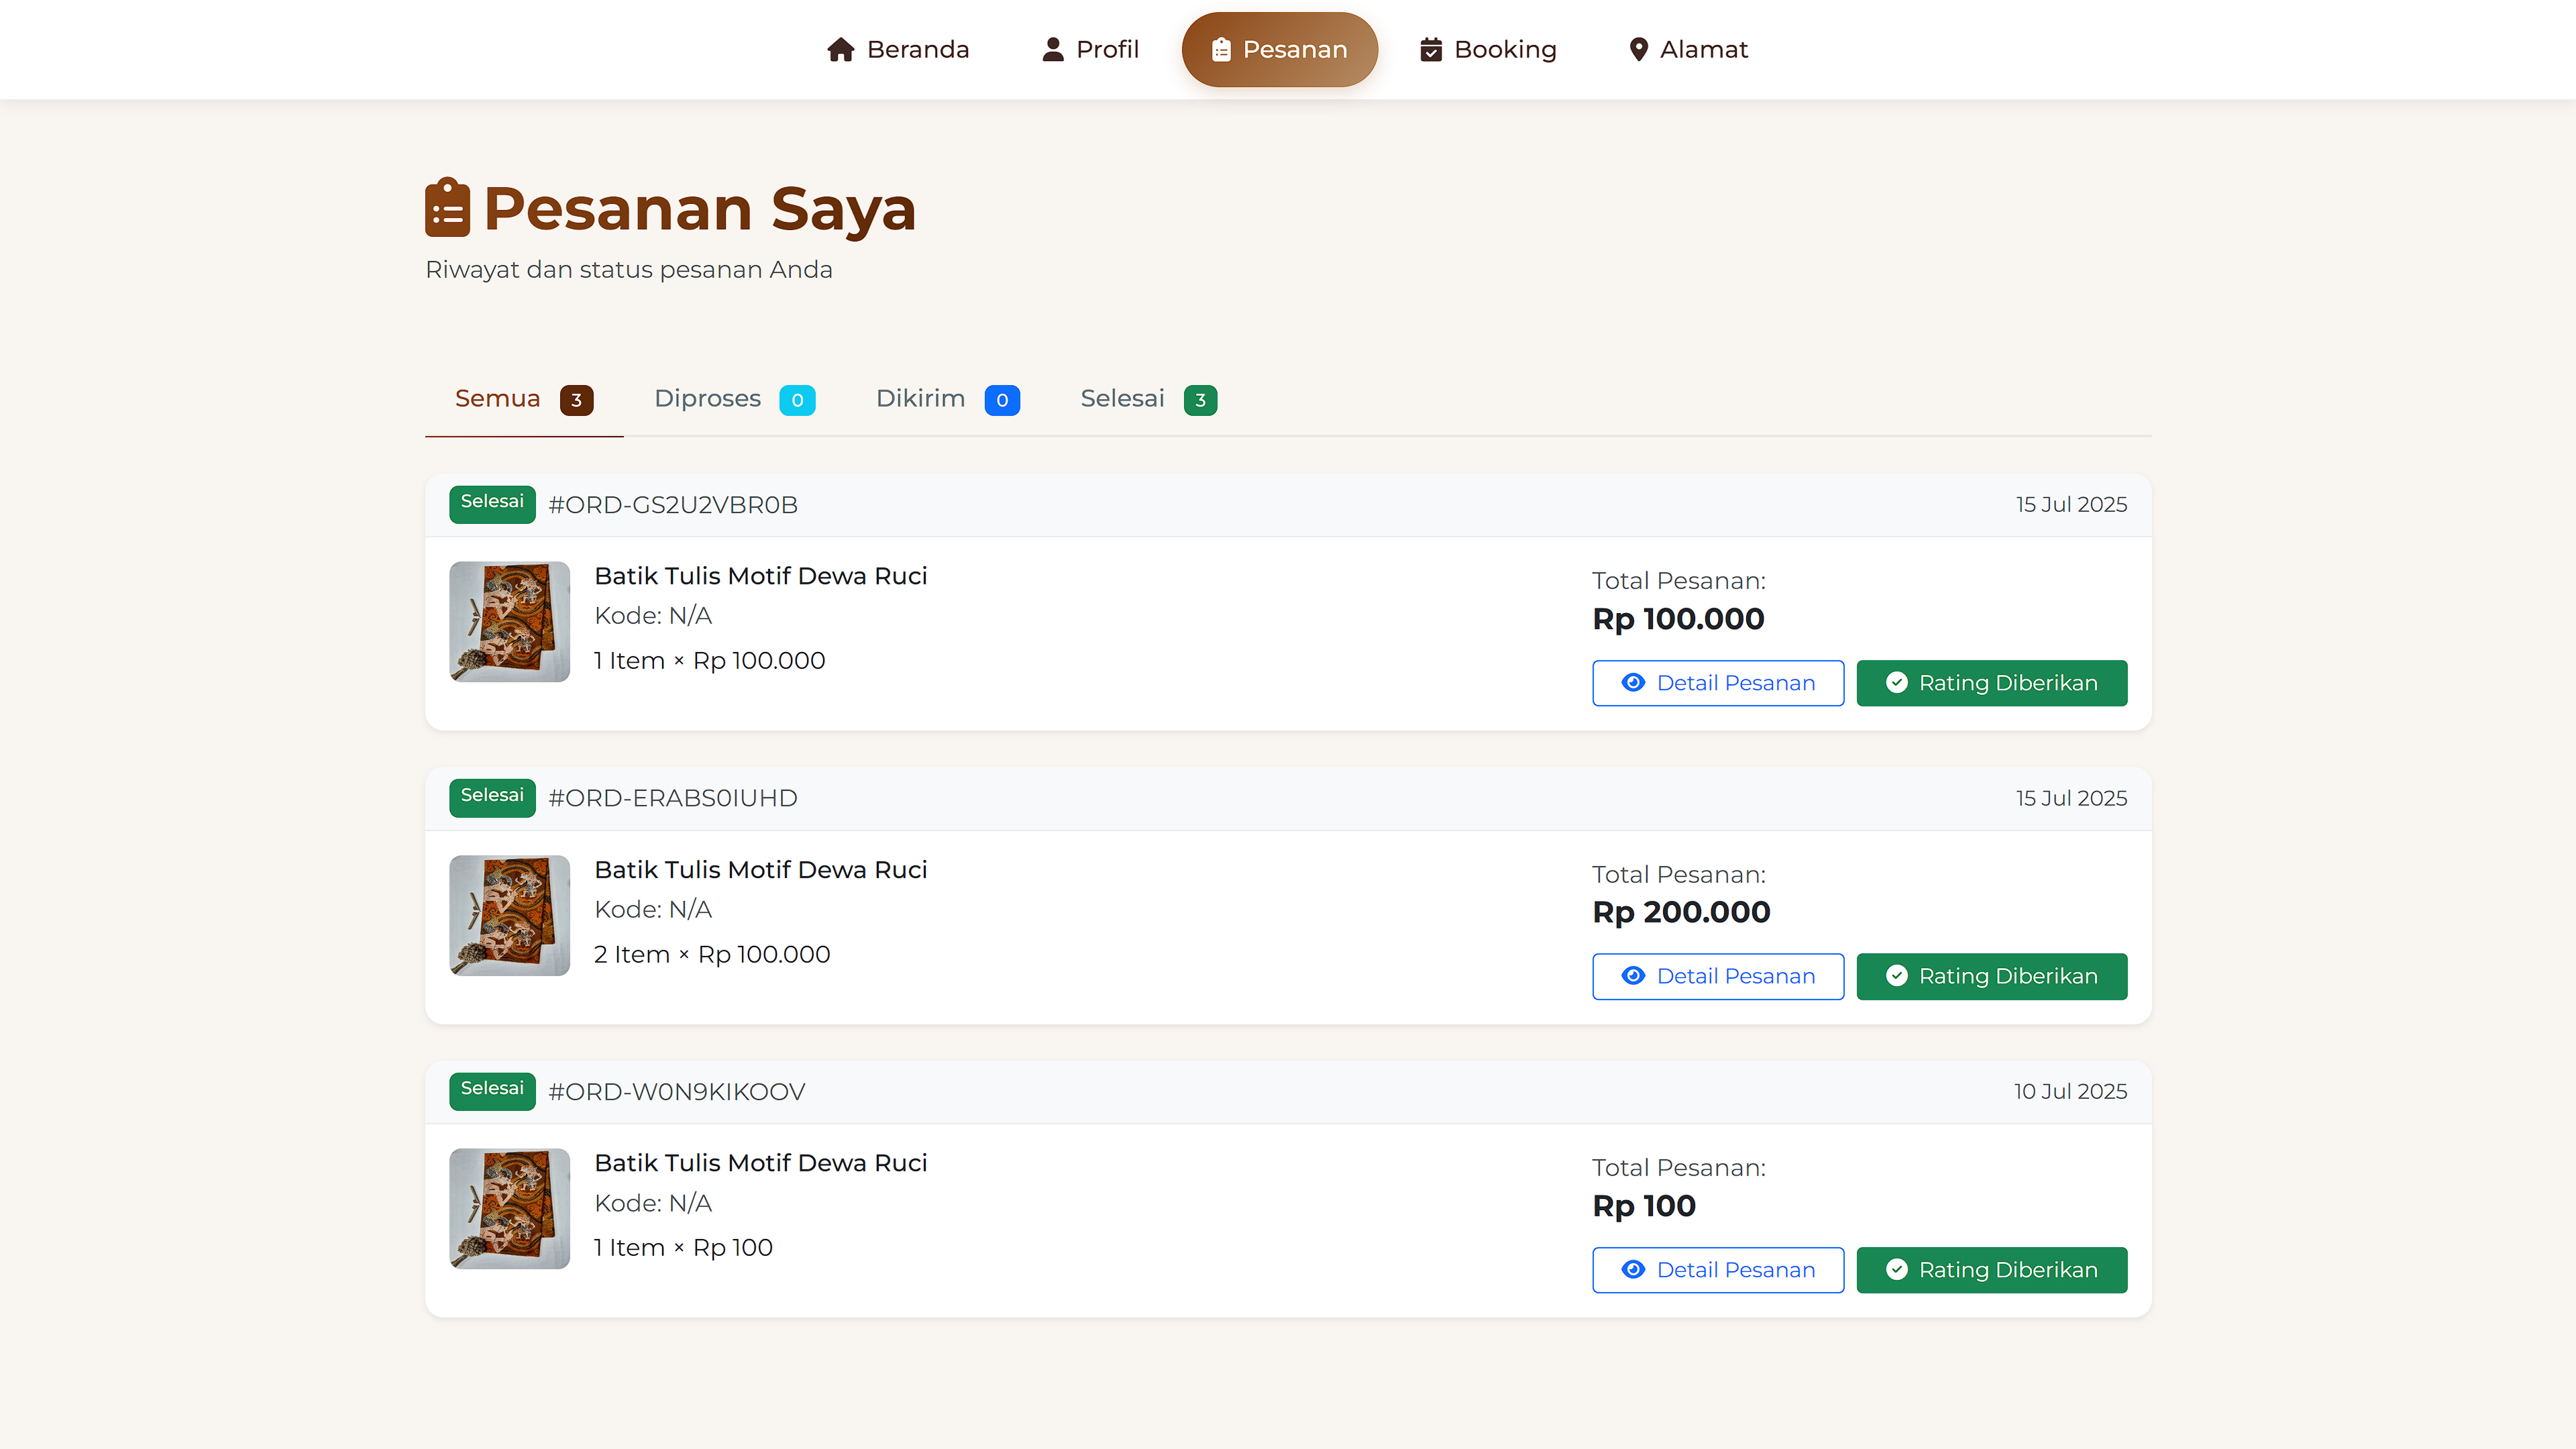 Beranda Profil Pesanan Booking Alamat
Pesanan Saya
Riwayat dan status pesanan Anda
Semua 3 Diproses 0 Dikirim 0 Selesai 3
Selesai #ORD-GS2U2VBR0B 15 Jul 2025
Batik Tulis Motif Dewa Ruci
Kode: N/A
1 Item × Rp 100.000
Total Pesanan:
Rp 100.000
Detail Pesanan Rating Diberikan
Selesai #ORD-ERABS0IUHD 15 Jul 2025
Batik Tulis Motif Dewa Ruci
Kode: N/A
2 Item × Rp 100.000
Total Pesanan:
Rp 200.000
Detail Pesanan Rating Diberikan
Selesai #ORD-W0N9KIKOOV 10 Jul 2025
Batik Tulis Motif Dewa Ruci
Kode: N/A
1 Item × Rp 100
Total Pesanan:
Rp 100
Detail Pesanan Rating Diberikan